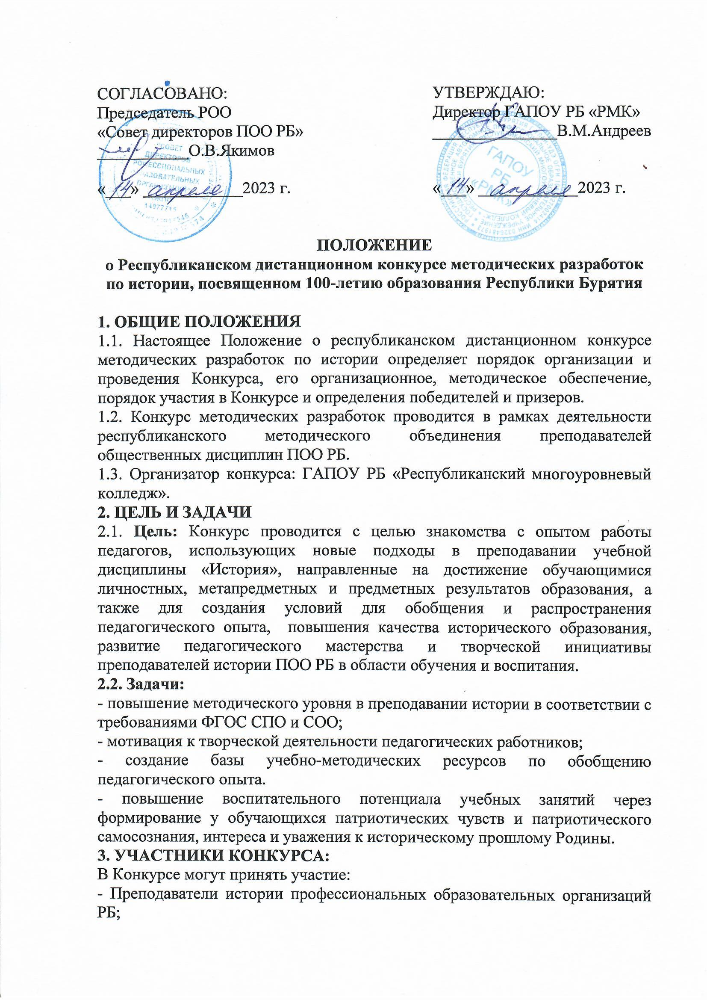 СОГЛАСОВАНО:
Председатель РОО
«Совет директоров ПОО РБ»
___________О.В.Якимов
«14» апреля 2023 г.
СОВЕТ
ДИРЕКТОРОВ
ПРОФЕССИОНАЛЬНЫХ
ОБРАЗОВАТЕЛЬНЫХ
ОРГАНИЗАЦИЙ
УТВЕРЖДАЮ:
Директор ГАПОУ РБ «РМК»
_______________В.М.Андреев
«14» апреля 2023 г.
ГАПОУ
РБ
«РМК»
ПОЛОЖЕНИЕ
о Республиканском дистанционном конкурсе методических разработок
по истории, посвященном 100-летию образования Республики Бурятия
1. ОБЩИЕ ПОЛОЖЕНИЯ
1.1. Настоящее Положение о республиканском дистанционном конкурсе
методических разработок по истории определяет порядок организации и
проведения Конкурса, его организационное, методическое обеспечение,
порядок участия в Конкурсе и определения победителей и призеров.
1.2. Конкурс методических разработок проводится в рамках деятельности
республиканского методического объединения преподавателей
общественных дисциплин ПОО РБ.
1.3. Организатор конкурса: ГАПОУ РБ «Республиканский многоуровневый
колледж».
2. ЦЕЛЬ И ЗАДАЧИ
2.1. Цель: Конкурс проводится с целью знакомства с опытом работы
педагогов, использующих новые подходы в преподавании учебной
дисциплины «История», направленные на достижение обучающимися
личностных, метапредметных и предметных результатов образования, а
также для создания условий для обобщения и распространения
педагогического опыта, повышения качества исторического образования,
развитие педагогического мастерства и творческой инициативы
преподавателей истории ПОО РБ в области обучения и воспитания.
2.2. Задачи:
- повышение методического уровня в преподавании истории в соответствии с
требованиями ФГОС СПО и СОО;
- мотивация к творческой деятельности педагогических работников;
- создание базы учебно-методических ресурсов по обобщению
педагогического опыта.
- повышение воспитательного потенциала учебных занятий через
формирование у обучающихся патриотических чувств и патриотического
самосознания, интереса и уважения к историческому прошлому Родины.
3. УЧАСТНИКИ КОНКУРСА:
В Конкурсе могут принять участие:
- Преподаватели истории профессиональных образовательных организаций
РБ;